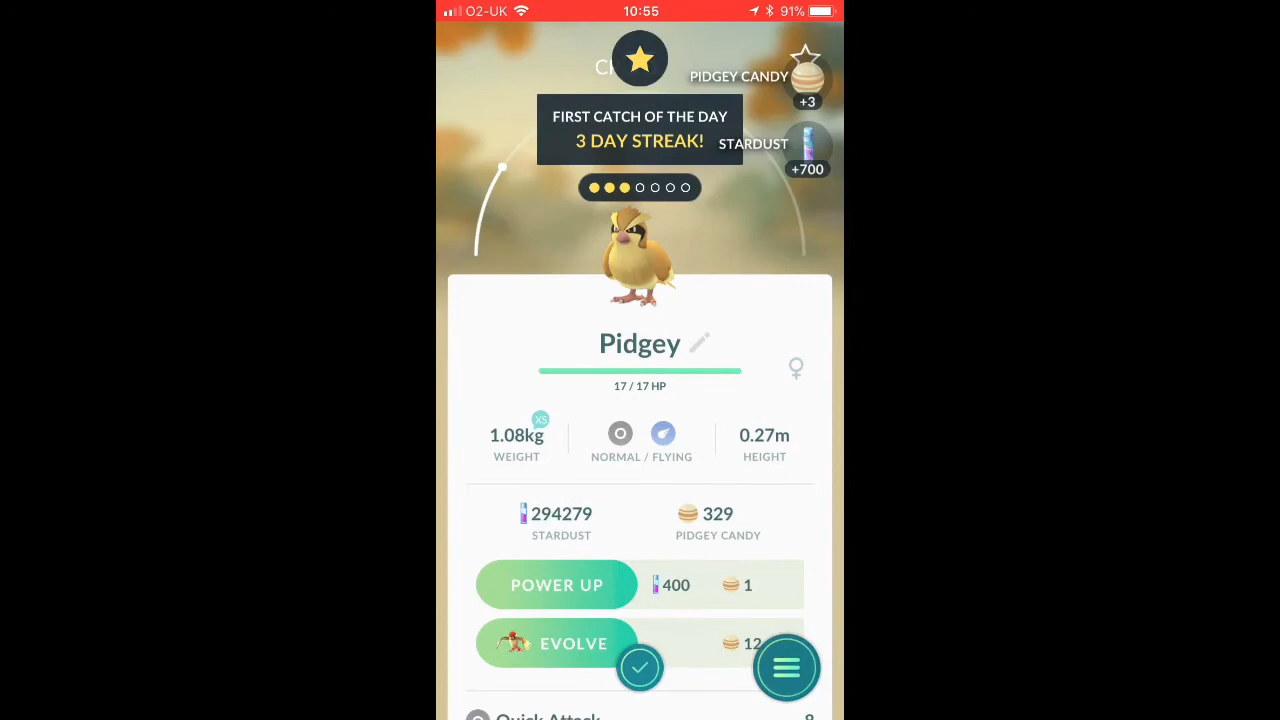 O2-UK
10:55
91%
PIDGEY CANDY
+3
FIRST CATCH OF THE DAY
3 DAY STREAK!
STARDUST
+700
Pidgey
17 / 17 HP
XS
1.08kg
WEIGHT
NORMAL / FLYING
0.27m
HEIGHT
294279
STARDUST
329
PIDGEY CANDY
POWER UP
400
1
EVOLVE
12
Quick Attack